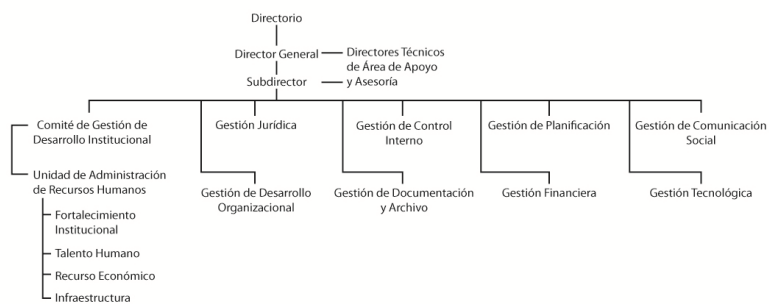 Directorio
Director General
Directores Técnicos
de Área de Apoyo
y Asesoría
Subdirector
Comité de Gestión de
Desarrollo Institucional
Gestión Jurídica
Gestión de Control
Interno
Gestión de Planificación
Gestión de Comunicación
Social
Unidad de Administración
de Recursos Humanos
Gestión de Desarrollo
Organizacional
Gestión de Documentación
y Archivo
Gestión Financiera
Gestión Tecnológica
Fortalecimiento
Institucional
Talento Humano
Recurso Económico
Infraestructura